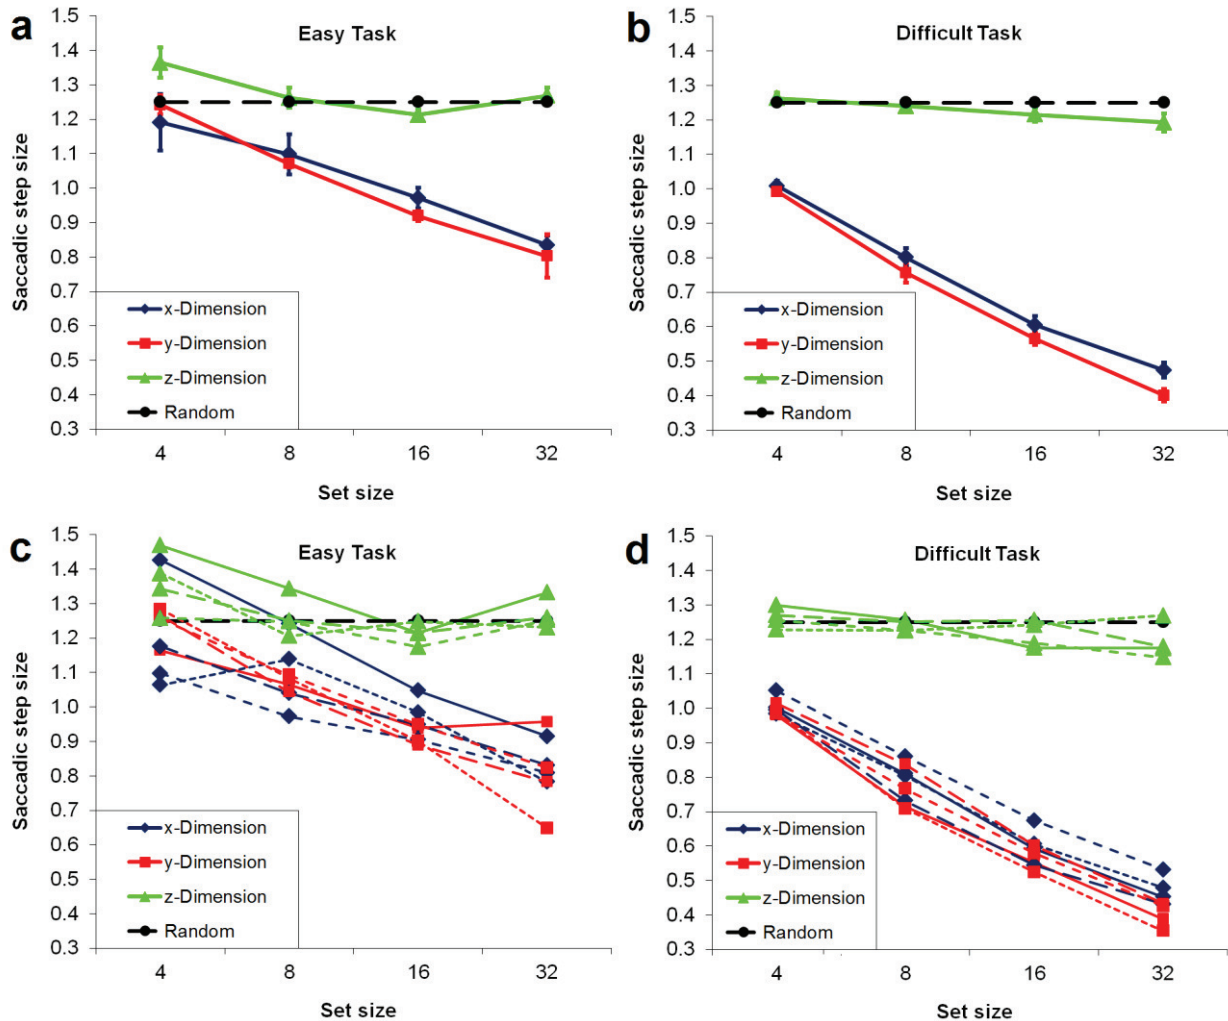 a
Easy Task
Saccadic step size
1.5
1.4
1.3
1.2
1.1
1.0
0.9
0.8
0.7
0.6
0.5
0.4
0.3
x-Dimension
y-Dimension
z-Dimension
Random
4 8 16 32
Set size
b
Difficult Task
Saccadic step size
1.5
1.4
1.3
1.2
1.1
1.0
0.9
0.8
0.7
0.6
0.5
0.4
0.3
x-Dimension
y-Dimension
z-Dimension
Random
4 8 16 32
Set size
c
Easy Task
Saccadic step size
1.5
1.4
1.3
1.2
1.1
1.0
0.9
0.8
0.7
0.6
0.5
0.4
0.3
x-Dimension
y-Dimension
z-Dimension
Random
4 8 16 32
Set size
d
Difficult Task
Saccadic step size
1.5
1.4
1.3
1.2
1.1
1.0
0.9
0.8
0.7
0.6
0.5
0.4
0.3
x-Dimension
y-Dimension
z-Dimension
Random
4 8 16 32
Set size